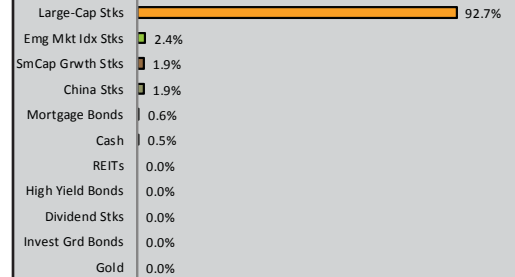 Large-Cap Stks 92.7%
Emg Mkt Idx Stks 2.4%
SmCap Grwth Stks 1.9%
China Stks 1.9%
Mortgage Bonds 0.6%
Cash 0.5%
REITs 0.0%
High Yield Bonds 0.0%
Dividend Stks 0.0%
Invest Grd Bonds 0.0%
Gold 0.0%